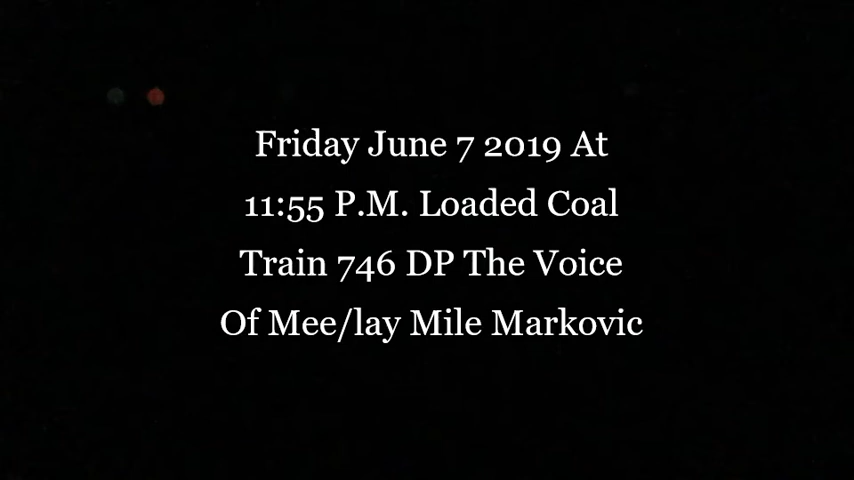 Friday June 7 2019 At
11:55 P.M. Loaded Coal
Train 746 DP The Voice
Of Mee/lay Mile Markovic